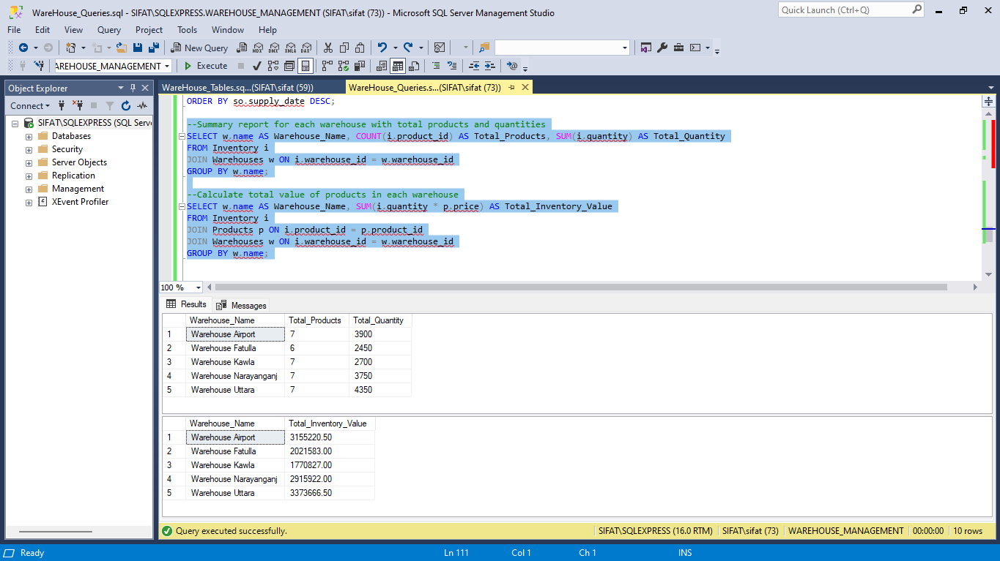 WareHouse_Queries.sql - SIFAT\SQLEXPRESS.WAREHOUSE_MANAGEMENT (SIFAT\sifat (73)) - Microsoft SQL Server Management Studio
Quick Launch (Ctrl+Q)
File Edit View Query Project Tools Window Help
New Query MDX DMX XMLA DAX
AREHOUSE_MANAGEMENT Execute
Object Explorer
WareHouse_Tables.sq...(SIFAT\sifat (59)) WareHouse_Queries.s...(SIFAT\sifat (73))
Connect
SIFAT\SQLEXPRESS (SQL Serve
Databases
Security
Server Objects
Replication
Management
XEvent Profiler
ORDER BY so.supply_date DESC;
--Summary report for each warehouse with total products and quantities
SELECT w.name AS Warehouse_Name, COUNT(i.product_id) AS Total_Products, SUM(i.quantity) AS Total_Quantity
FROM Inventory i
JOIN Warehouses w ON i.warehouse_id = w.warehouse_id
GROUP BY w.name;
--Calculate total value of products in each warehouse
SELECT w.name AS Warehouse_Name, SUM(i.quantity * p.price) AS Total_Inventory_Value
FROM Inventory i
JOIN Products p ON i.product_id = p.product_id
JOIN Warehouses w ON i.warehouse_id = w.warehouse_id
GROUP BY w.name;
100 %
Results Messages
Warehouse_Name Total_Products Total_Quantity
1 Warehouse Airport 7 3900
2 Warehouse Fatulla 6 2450
3 Warehouse Kawla 7 2700
4 Warehouse Narayanganj 7 3750
5 Warehouse Uttara 7 4350
Warehouse_Name Total_Inventory_Value
1 Warehouse Airport 3155220.50
2 Warehouse Fatulla 2021583.00
3 Warehouse Kawla 1770827.00
4 Warehouse Narayanganj 2915922.00
5 Warehouse Uttara 3373666.50
Query executed successfully. SIFAT\SQLEXPRESS (16.0 RTM) SIFAT\sifat (73) WAREHOUSE_MANAGEMENT 00:00:00 10 rows
Ready Ln 111 Col 1 Ch 1 INS